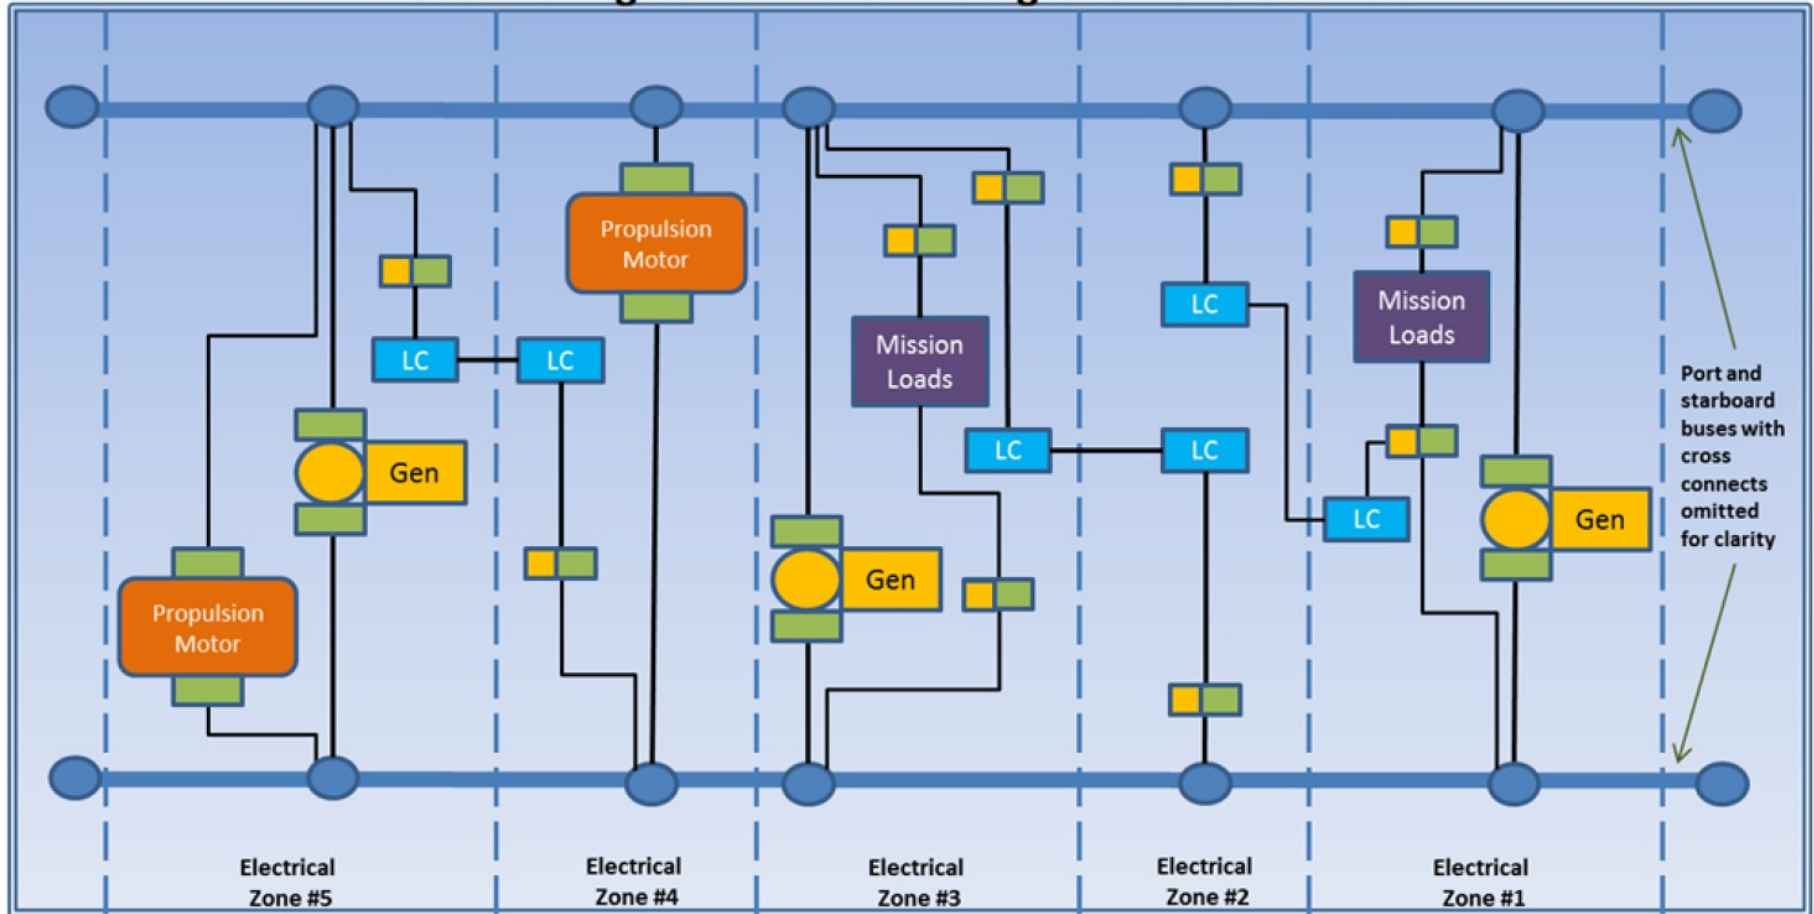 Propulsion
Motor
LC
LC
Gen
Propulsion
Motor
Mission
Loads
LC
Gen
LC
LC
Mission
Loads
LC
Gen
Port and
starboard
buses with
cross
connects
omitted
for clarity
Electrical
Zone #5
Electrical
Zone #4
Electrical
Zone #3
Electrical
Zone #2
Electrical
Zone #1